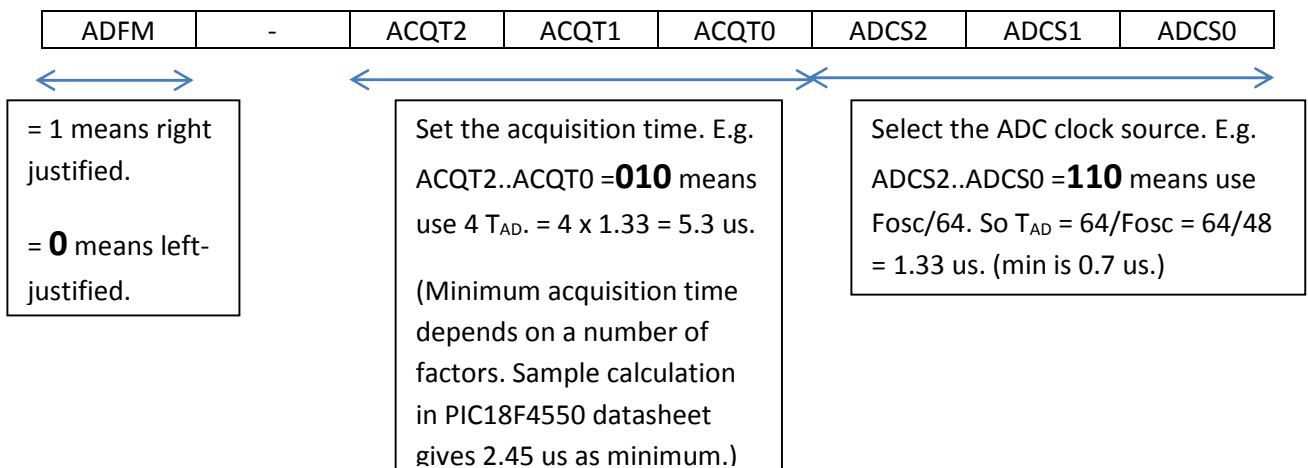 ADFM - ACQT2 ACQT1 ACQT0 ADCS2 ADCS1 ADCS0
= 1 means right
justified.
= 0 means left-
justified.
Set the acquisition time. E.g.
ACQT2..ACQT0 =010 means
use 4 TAD. = 4 x 1.33 = 5.3 us.
(Minimum acquisition time
depends on a number of
factors. Sample calculation
in PIC18F4550 datasheet
gives 2.45 us as minimum.)
Select the ADC clock source. E.g.
ADCS2..ADCS0 =110 means use
Fosc/64. So TAD = 64/Fosc = 64/48
= 1.33 us. (min is 0.7 us.)